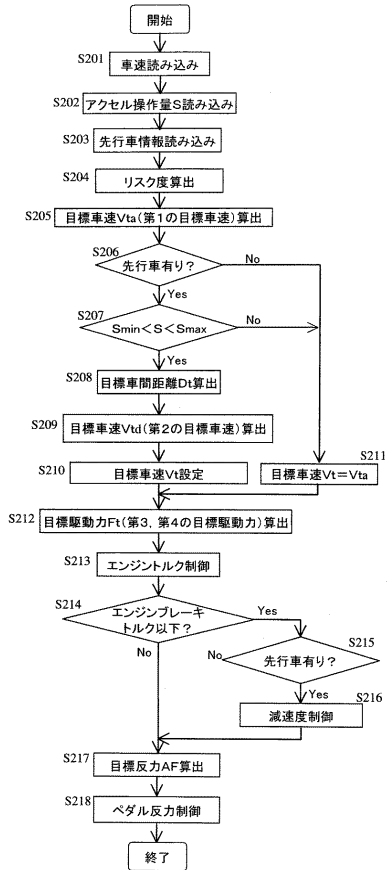 開始
S201
車速読み込み
S202
アクセル操作量S読み込み
S203
先行車情報読み込み
S204
リスク度算出
S205
目標車速Vta(第1の目標車速)算出
S206
先行車有り?
No
Yes
S207
Smin<S<Smax
No
Yes
S208
目標車間距離Dt算出
S209
目標車速Vtd(第2の目標車速)算出
S210
目標車速Vt設定
S211
目標車速Vt=Vta
S212
目標駆動力Ft(第3, 第4の目標駆動力)算出
S213
エンジントルク制御
S214
エンジンブレーキ
トルク以下?
Yes
No
S215
先行車有り?
No
Yes
S216
減速度制御
S217
目標反力AF算出
S218
ペダル反力制御
終了